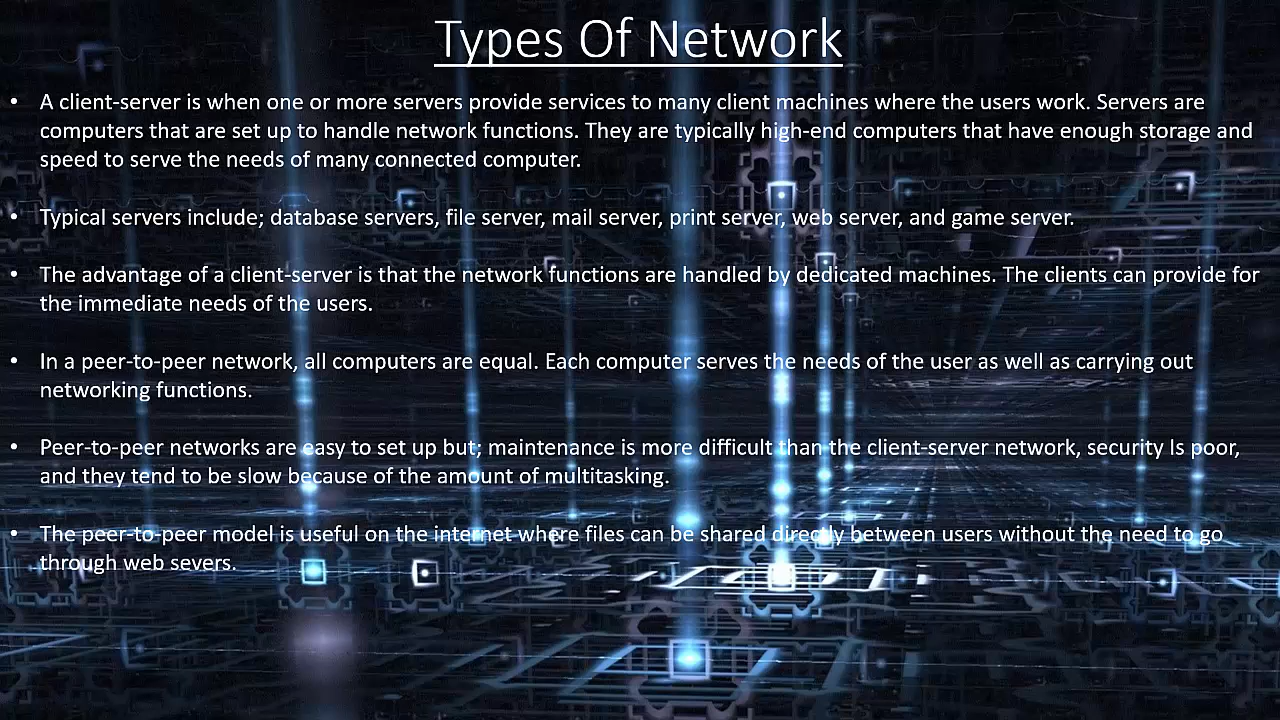 Types Of Network
• A client-server is when one or more servers provide services to many client machines where the users work. Servers are
computers that are set up to handle network functions. They are typically high-end computers that have enough storage and
speed to serve the needs of many connected computer.
• Typical servers include; database servers, file server, mail server, print server, web server, and game server.
• The advantage of a client-server is that the network functions are handled by dedicated machines. The clients can provide for
the immediate needs of the users.
• In a peer-to-peer network, all computers are equal. Each computer serves the needs of the user as well as carrying out
networking functions.
• Peer-to-peer networks are easy to set up but; maintenance is more difficult than the client-server network, security Is poor,
and they tend to be slow because of the amount of multitasking.
• The peer-to-peer model is useful on the internet where files can be shared directly between users without the need to go
through web severs.